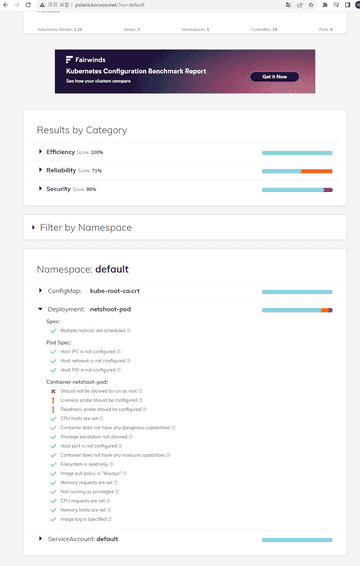 주의 요함
polaris.korwoo.net/?ns=default
Kubernetes Version: 1.24
Nodes: 3
Namespaces: 5
Controllers: 15
Pods: 0
Fairwinds
Kubernetes Configuration Benchmark Report
See how your clusters compare
Get it Now
Results by Category
Efficiency Score: 100%
Reliability Score: 71%
Security Score: 88%
Filter by Namespace
Namespace: default
ConfigMap: kube-root-ca.crt
Deployment: netshoot-pod
Spec:
Multiple replicas are scheduled
Pod Spec:
Host IPC is not configured
Host network is not configured
Host PID is not configured
Container netshoot-pod:
Should not be allowed to run as root
Liveness probe should be configured
Readiness probe should be configured
CPU limits are set
Container does not have any dangerous capabilities
Privilege escalation not allowed
Host port is not configured
Container does not have any insecure capabilities
Filesystem is read only
Image pull policy is "Always"
Memory requests are set
Not running as privileged
CPU requests are set
Memory limits are set
Image tag is specified
ServiceAccount: default